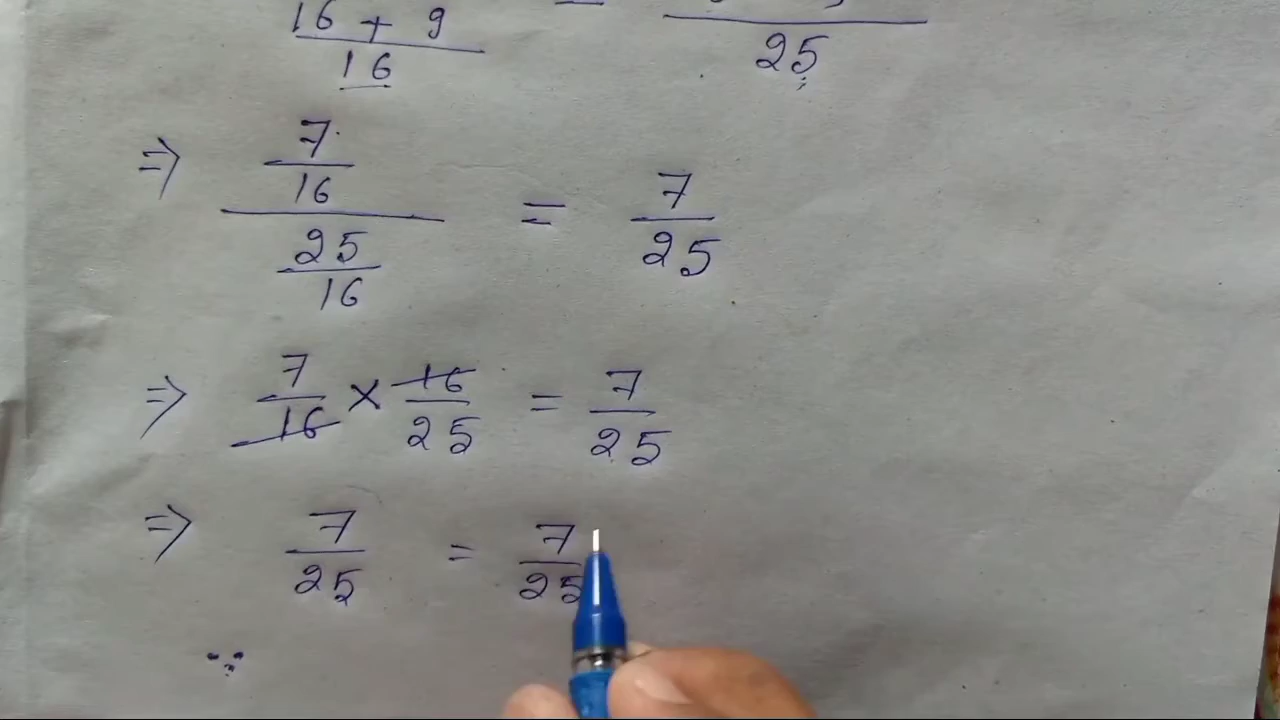 16 + 9 =
16 25
⇒ 7/16 / 25/16 = 7/25
⇒ 7/16 × 16/25 = 7/25
⇒ 7/25 = 7/25
∵